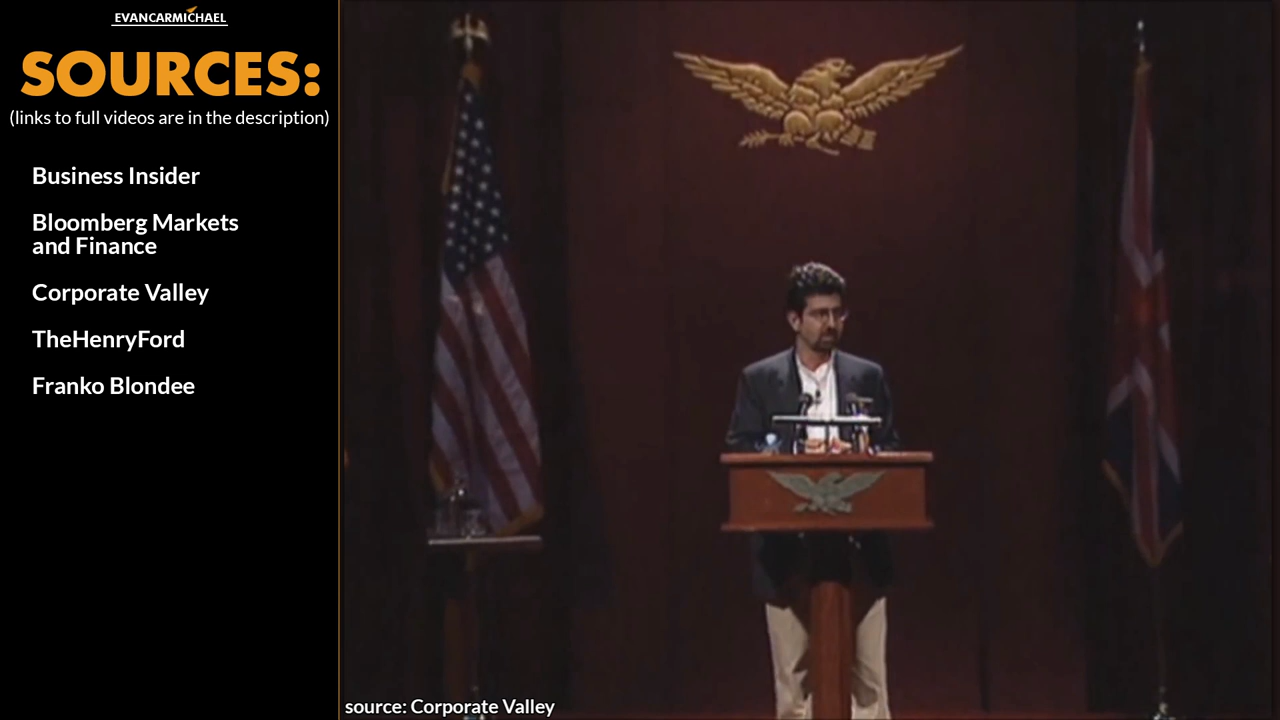 EVANCARMICHAEL
SOURCES:
(links to full videos are in the description)
Business Insider
Bloomberg Markets
and Finance
Corporate Valley
TheHenryFord
Franko Blondee
source: Corporate Valley